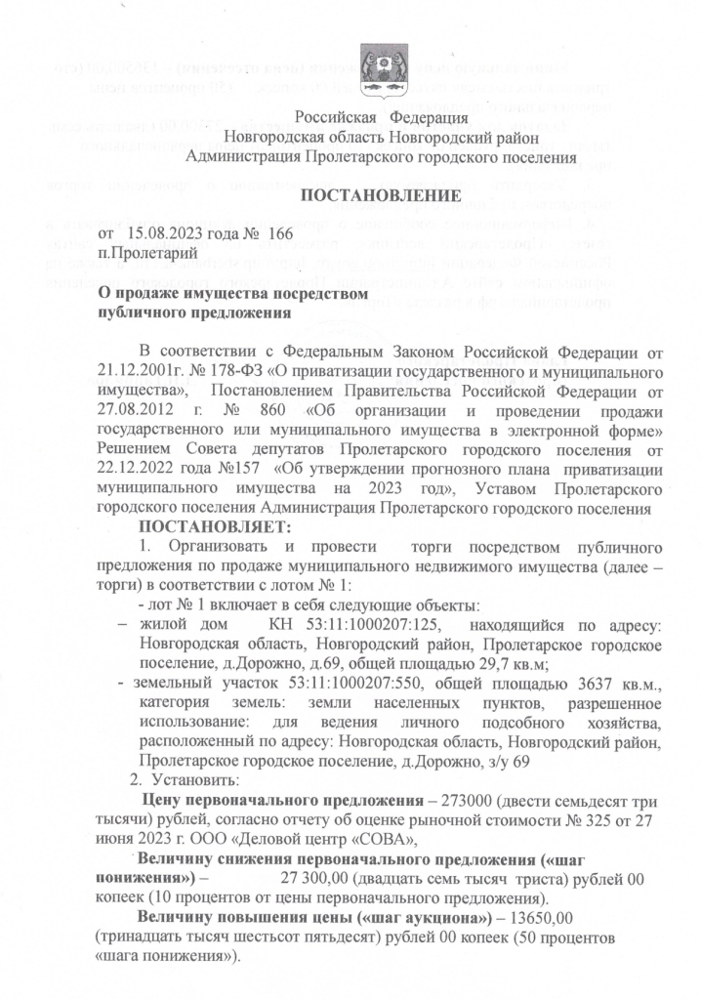 Российская Федерация
Новгородская область Новгородский район
Администрация Пролетарского городского поселения
ПОСТАНОВЛЕНИЕ
от 15.08.2023 года № 166
п.Пролетарий
О продаже имущества посредством
публичного предложения
В соответствии с Федеральным Законом Российской Федерации от
21.12.2001г. № 178-ФЗ «О приватизации государственного и муниципального
имущества», Постановлением Правительства Российской Федерации от
27.08.2012 г. № 860 «Об организации и проведении продажи
государственного или муниципального имущества в электронной форме»
Решением Совета депутатов Пролетарского городского поселения от
22.12.2022 года №157 «Об утверждении прогнозного плана приватизации
муниципального имущества на 2023 год», Уставом Пролетарского
городского поселения Администрация Пролетарского городского поселения
ПОСТАНОВЛЯЕТ:
1. Организовать и провести торги посредством публичного
предложения по продаже муниципального недвижимого имущества (далее –
торги) в соответствии с лотом № 1:
- лот № 1 включает в себя следующие объекты:
– жилой дом КН 53:11:1000207:125, находящийся по адресу:
Новгородская область, Новгородский район, Пролетарское городское
поселение, д.Дорожно, д.69, общей площадью 29,7 кв.м;
- земельный участок 53:11:1000207:550, общей площадью 3637 кв.м.,
категория земель: земли населенных пунктов, разрешенное
использование: для ведения личного подсобного хозяйства,
расположенный по адресу: Новгородская область, Новгородский район,
Пролетарское городское поселение, д.Дорожно, з/у 69
2. Установить:
Цену первоначального предложения – 273000 (двести семьдесят три
тысячи) рублей, согласно отчету об оценке рыночной стоимости № 325 от 27
июня 2023 г. ООО «Деловой центр «СОВА»,
Величину снижения первоначального предложения («шаг
понижения») – 27 300,00 (двадцать семь тысяч триста) рублей 00
копеек (10 процентов от цены первоначального предложения).
Величину повышения цены («шаг аукциона») – 13650,00
(тринадцать тысяч шестьсот пятьдесят) рублей 00 копеек (50 процентов
«шага понижения»).